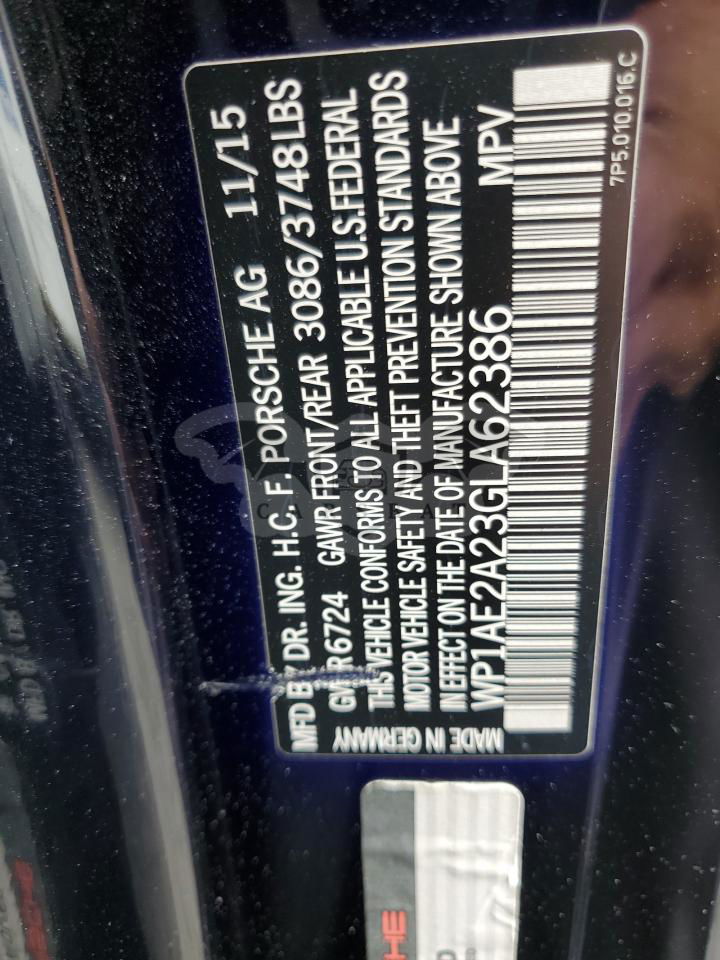 MFD BY DR. ING. H.C. F. PORSCHE AG 11/15
GVWR 6724 GAWR FRONT/REAR 3086/3748LBS
THIS VEHICLE CONFORMS TO ALL APPLICABLE U.S.FEDERAL
MOTOR VEHICLE SAFETY AND THEFT PREVENTION STANDARDS
IN EFFECT ON THE DATE OF MANUFACTURE SHOWN ABOVE
MADE IN GERMANY WP1AE2A23GLA62386 MPV
7P5.010.016.C